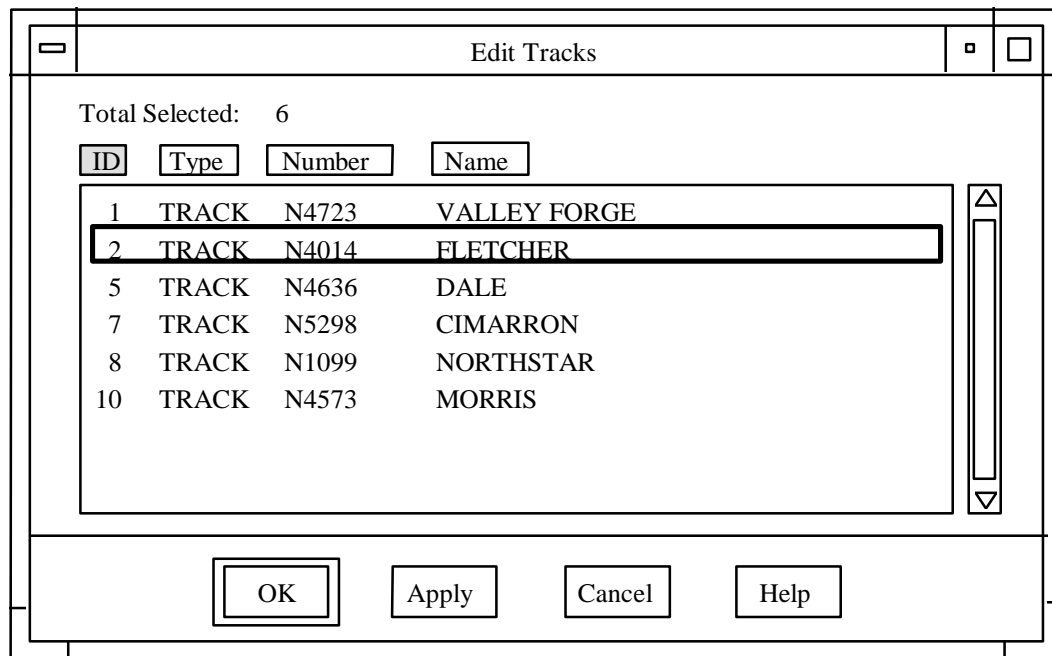 Edit Tracks
Total Selected: 6
ID Type Number Name
1 TRACK N4723 VALLEY FORGE
2 TRACK N4014 FLETCHER
5 TRACK N4636 DALE
7 TRACK N5298 CIMARRON
8 TRACK N1099 NORTHSTAR
10 TRACK N4573 MORRIS
OK Apply Cancel Help